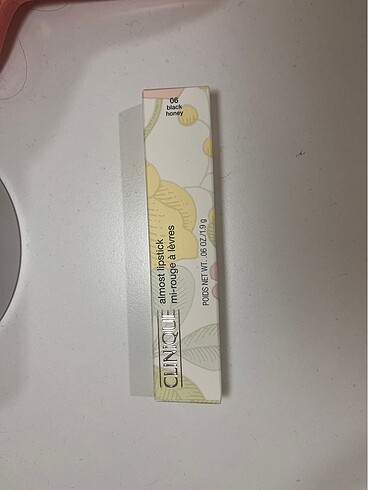 06
black
honey
almost lipstick
mi-rouge à lèvres
CLINIQUE
POIDS NET WT. .06 OZ./1.9 g